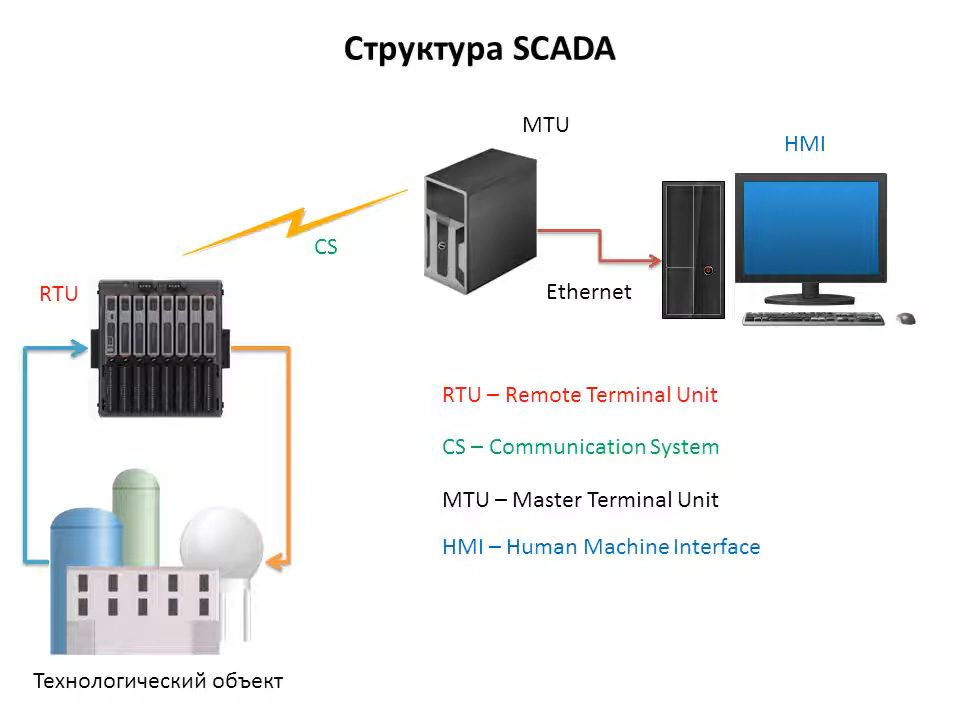 Структура SCADA
MTU
HMI
CS
RTU
Ethernet
RTU – Remote Terminal Unit
CS – Communication System
MTU – Master Terminal Unit
HMI – Human Machine Interface
Технологический объект